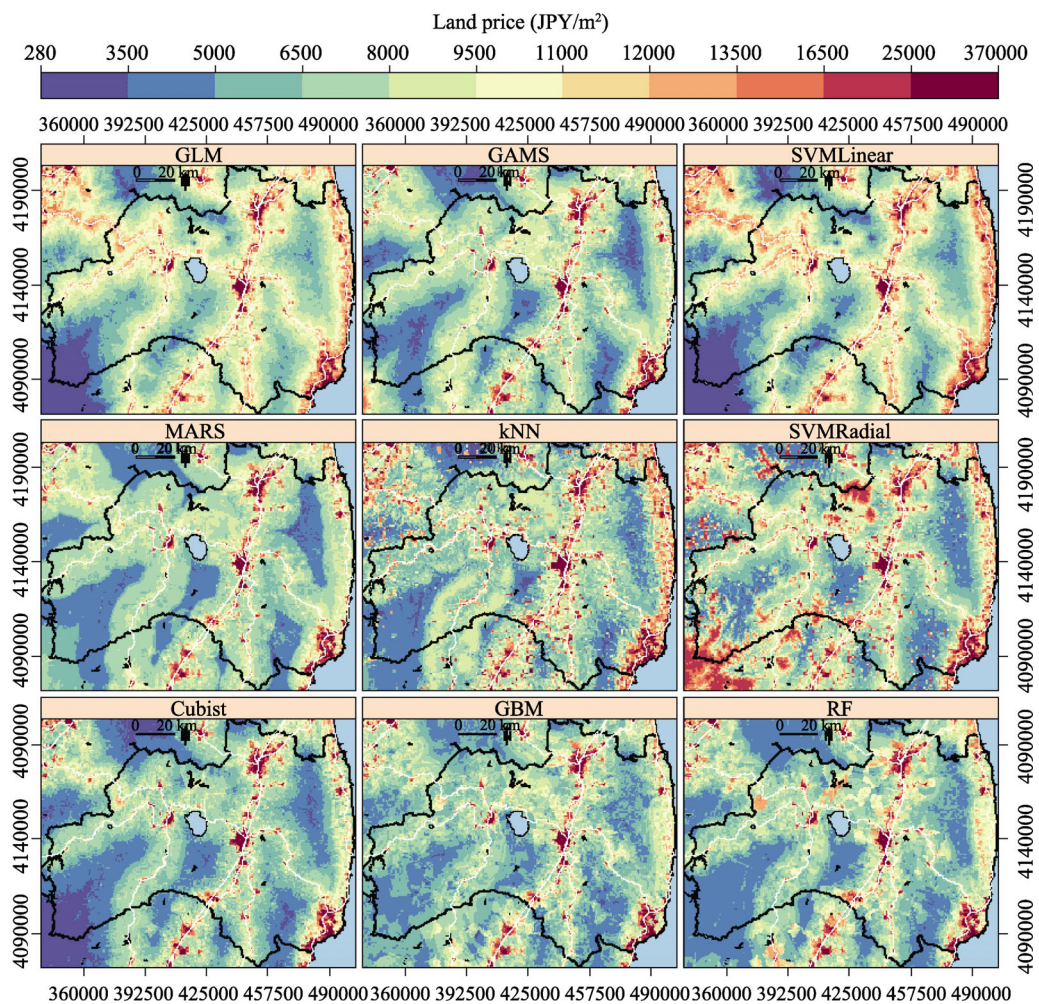 Land price (JPY/m²)
280 3500 5000 6500 8000 9500 11000 12000 13500 16500 25000 370000
360000 392500 425000 457500 490000 360000 392500 425000 457500 490000 360000 392500 425000 457500 490000
GLM GAMS SVMLinear
0 20 km 0 20 km 0 20 km
4190000 4190000
4140000 4140000
4090000 4090000
MARS kNN SVMRadial
0 20 km 0 20 km 0 20 km
4190000 4190000
4140000 4140000
4090000 4090000
Cubist GBM RF
0 20 km 0 20 km 0 20 km
4090000 4090000
4140000 4140000
4090000 4090000
360000 392500 425000 457500 490000 360000 392500 425000 457500 490000 360000 392500 425000 457500 490000